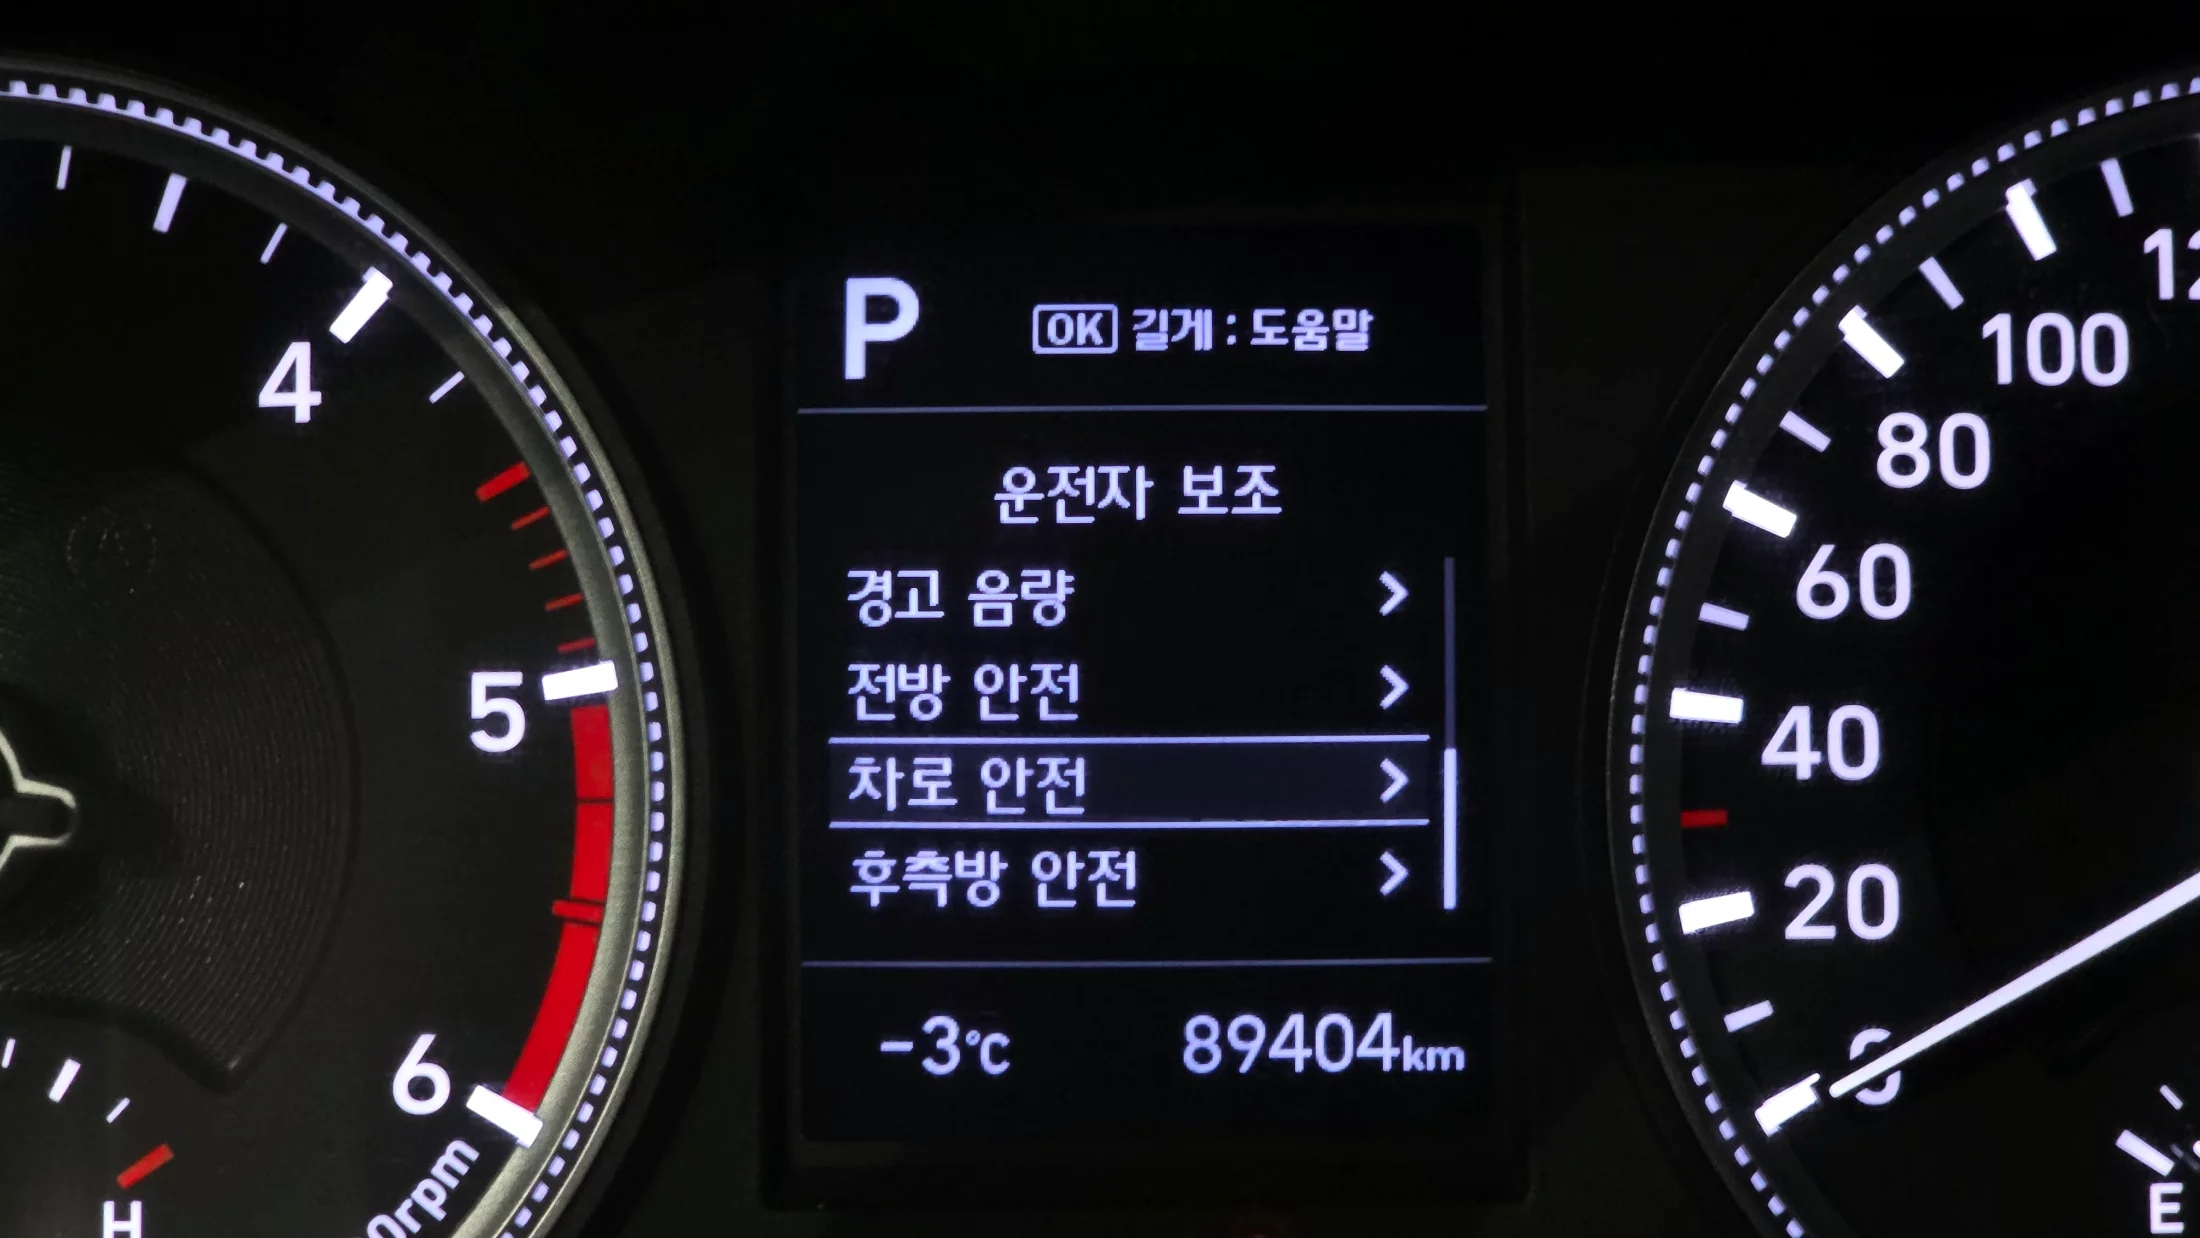 P
OK 길게 : 도움말
운전자 보조
경고 음량 >
전방 안전 >
차로 안전 >
후측방 안전 >
-3°C 89404km
4
5
6
rpm
H
100
80
60
40
20
0
E